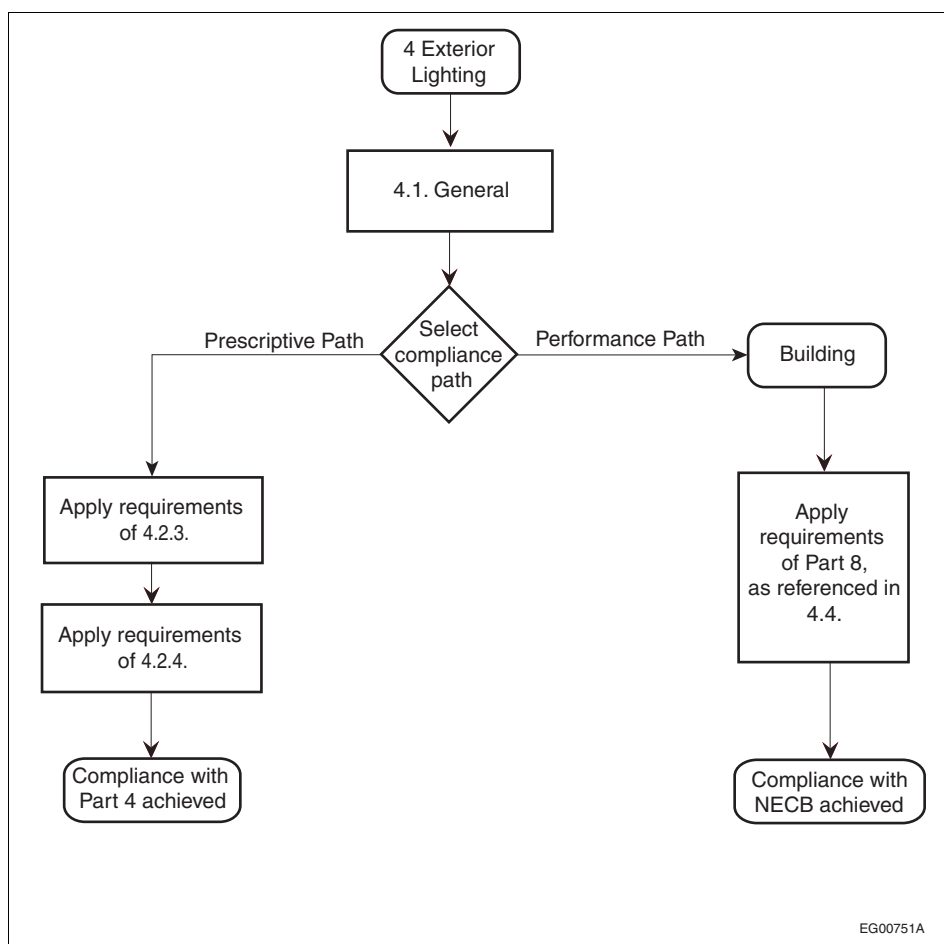 4 Exterior
Lighting
4.1. General
Select
compliance
path
Prescriptive Path
Performance Path
Building
Apply requirements
of 4.2.3.
Apply requirements
of 4.2.4.
Compliance with
Part 4 achieved
Apply
requirements
of Part 8,
as referenced in
4.4.
Compliance with
NECB achieved
EG00751A